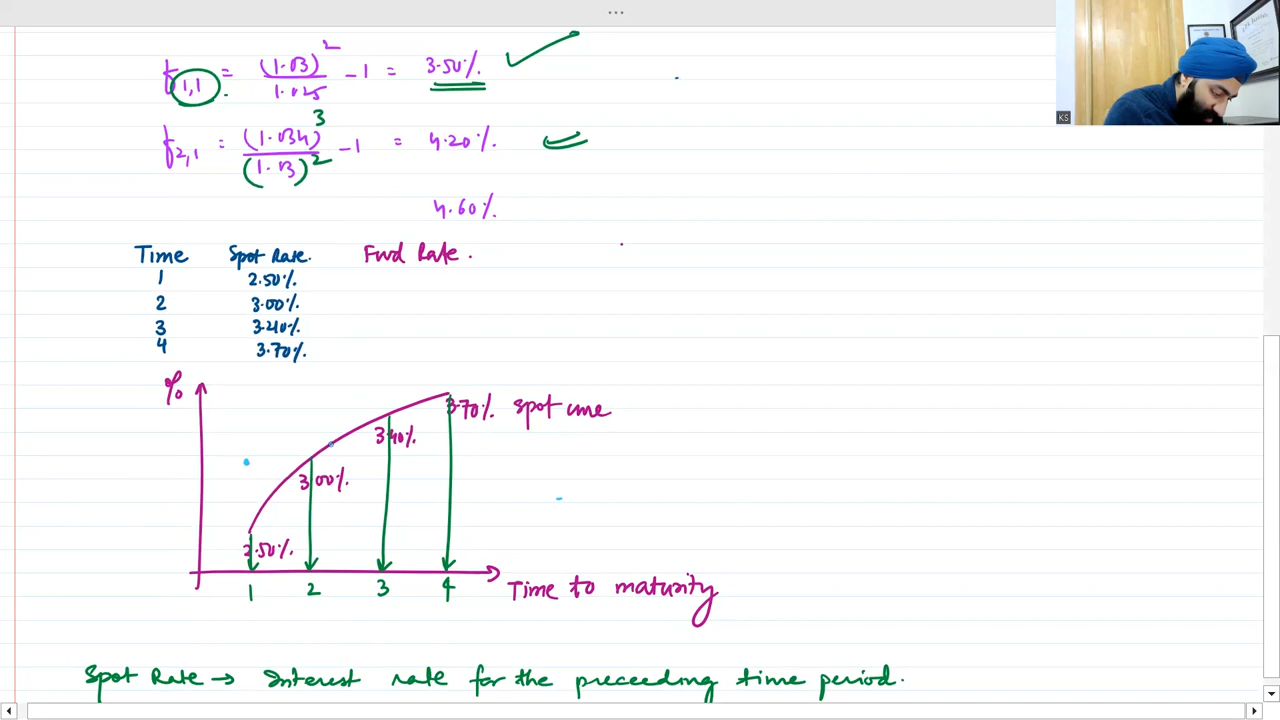 f1,1 = (1.03)^2 / 1.025 - 1 = 3.50%.
f2,1 = (1.034)^3 / (1.03)^2 - 1 = 4.20%.
4.60%.
Time Spot Rate. Fwd Rate.
1 2.50%.
2 3.00%.
3 3.40%.
4 3.70%.
%
3.70%. Spot curve
3.40%.
3.00%.
2.50%.
1 2 3 4 Time to maturity
Spot Rate → Interest rate for the preceeding time period.
KS